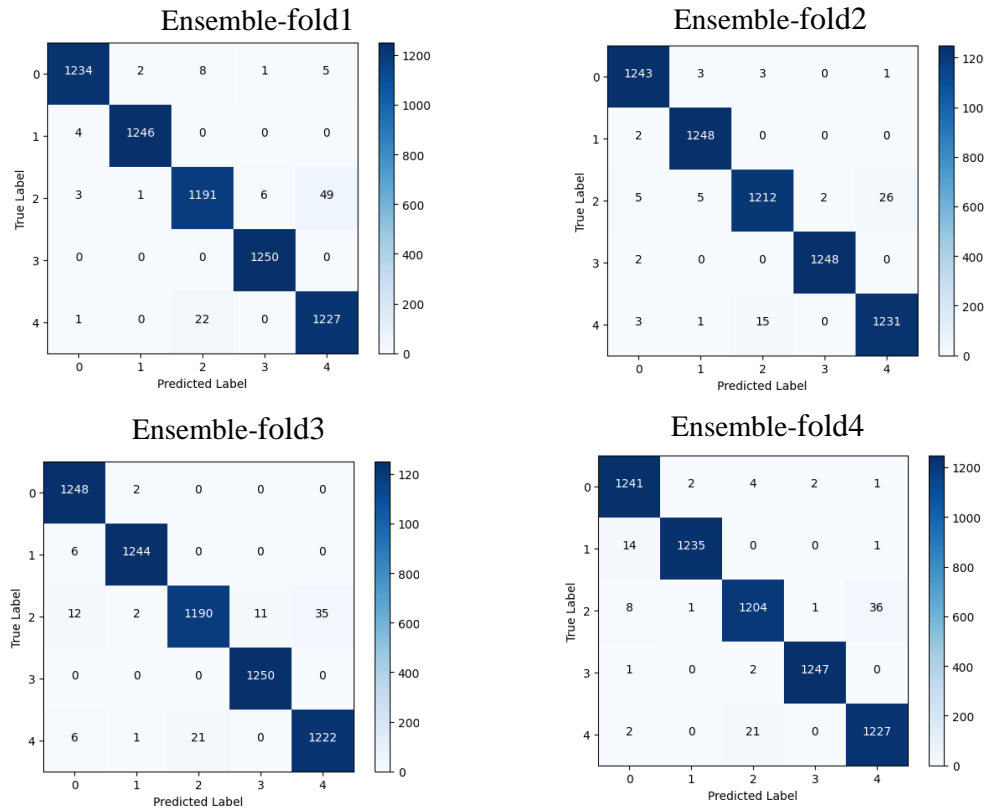 Ensemble-fold1
0 1234 2 8 1 5
1 4 1246 0 0 0
2 3 1 1191 6 49
3 0 0 0 1250 0
4 1 0 22 0 1227
0 1 2 3 4
True Label
Predicted Label
1200
1000
800
600
400
200
0
Ensemble-fold2
0 1243 3 3 0 1
1 2 1248 0 0 0
2 5 5 1212 2 26
3 2 0 0 1248 0
4 3 1 15 0 1231
0 1 2 3 4
True Label
Predicted Label
120
1000
800
600
400
200
0
Ensemble-fold3
0 1248 2 0 0 0
1 6 1244 0 0 0
2 12 2 1190 11 35
3 0 0 0 1250 0
4 6 1 21 0 1222
0 1 2 3 4
True Label
Predicted Label
120
1000
800
600
400
200
0
Ensemble-fold4
0 1241 2 4 2 1
1 14 1235 0 0 1
2 8 1 1204 1 36
3 1 0 2 1247 0
4 2 0 21 0 1227
0 1 2 3 4
True Label
Predicted Label
1200
1000
800
600
400
200
0